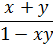 x + y
1 − xy